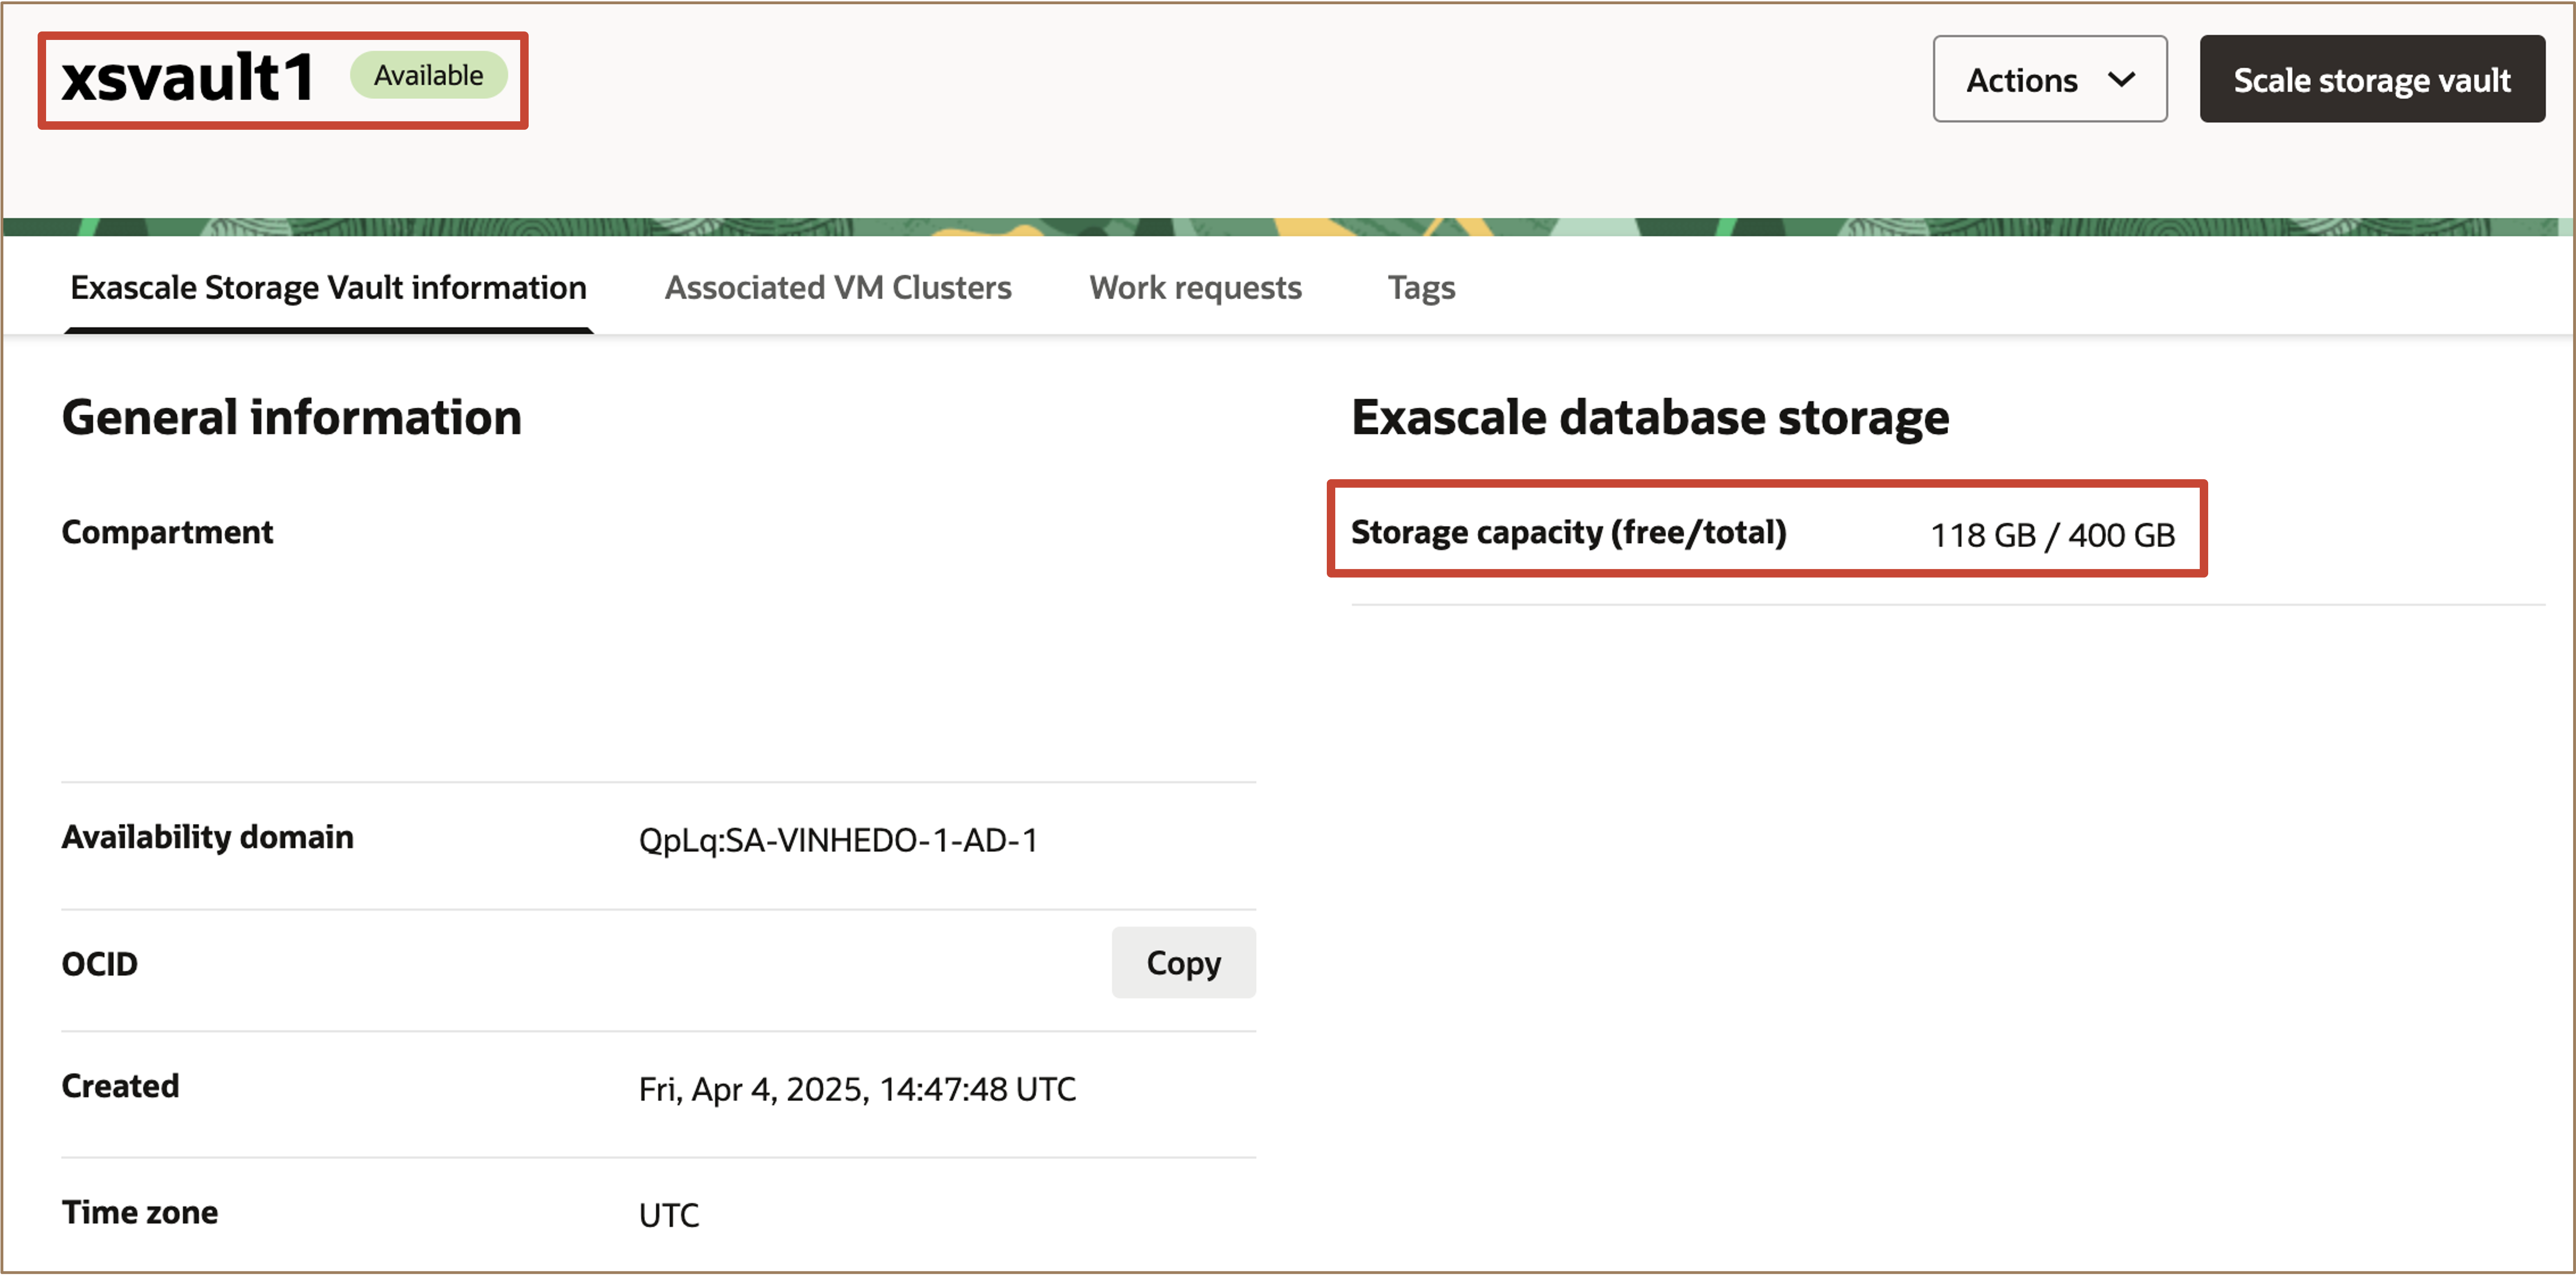 xsvault1 Available
Actions
Scale storage vault
Exascale Storage Vault information
Associated VM Clusters
Work requests
Tags
General information
Compartment
Availability domain QpLq:SA-VINHEDO-1-AD-1
OCID Copy
Created Fri, Apr 4, 2025, 14:47:48 UTC
Time zone UTC
Exascale database storage
Storage capacity (free/total) 118 GB / 400 GB